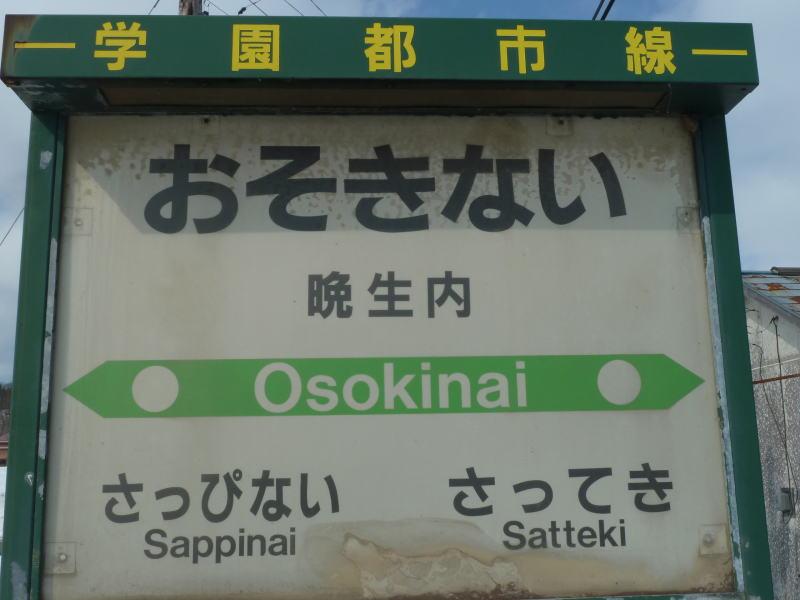 学園都市線
おそきない
晩生内
Osokinai
さっぴない さってき
Sappinai Satteki